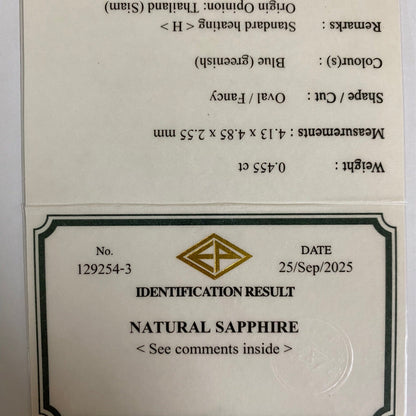 Weight : 0.455 ct
Measurements : 4.13 x 4.85 x 2.55 mm
Shape / Cut : Oval / Fancy
Colour(s) : Blue (greenish)
Remarks : Standard heating < H >
Origin Opinion: Thailand (Siam)
No.
129254-3
DATE
25/Sep/2025
IDENTIFICATION RESULT
NATURAL SAPPHIRE
< See comments inside >